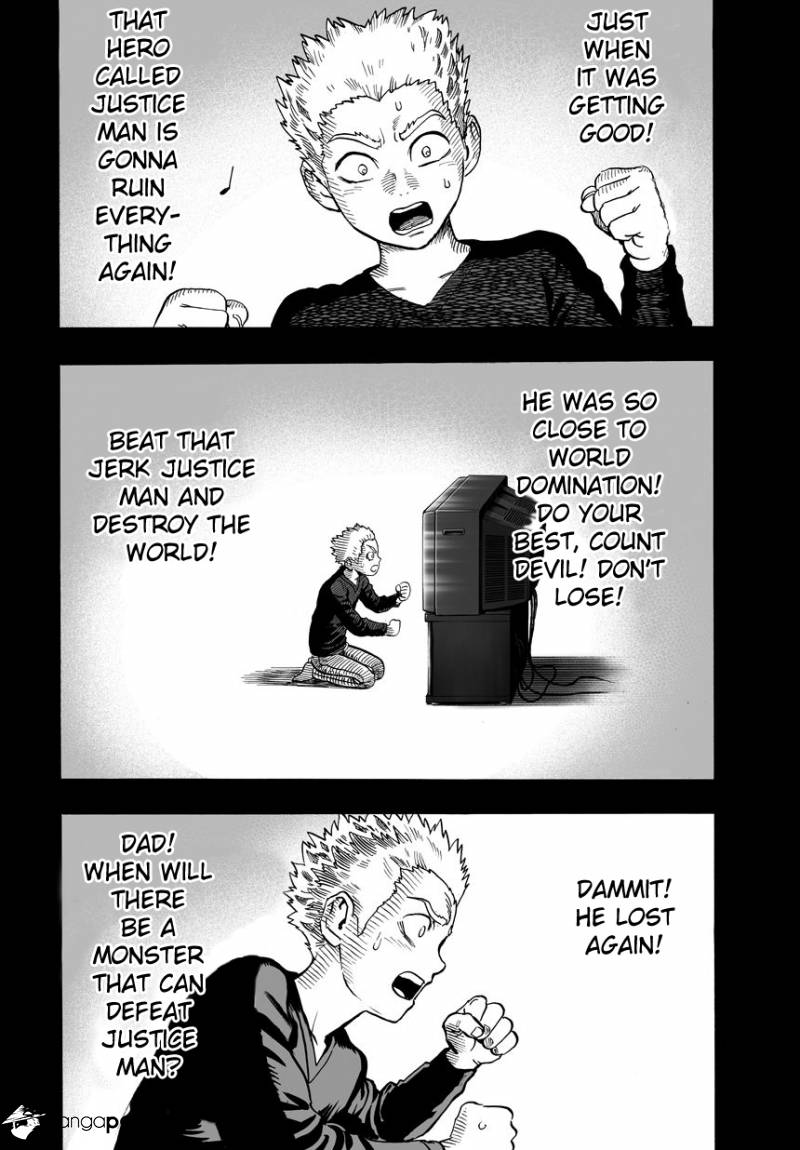 JUST
WHEN
IT WAS
GETTING
GOOD!
THAT
HERO
CALLED
JUSTICE
MAN IS
GONNA
RUIN
EVERY-
THING
AGAIN!
HE WAS SO
CLOSE TO
WORLD
DOMINATION!
DO YOUR
BEST, COUNT
DEVIL! DON'T
LOSE!
BEAT THAT
JERK JUSTICE
MAN AND
DESTROY THE
WORLD!
DAMMIT!
HE LOST
AGAIN!
DAD!
WHEN WILL
THERE
BE A
MONSTER
THAT CAN
DEFEAT
JUSTICE
MAN?